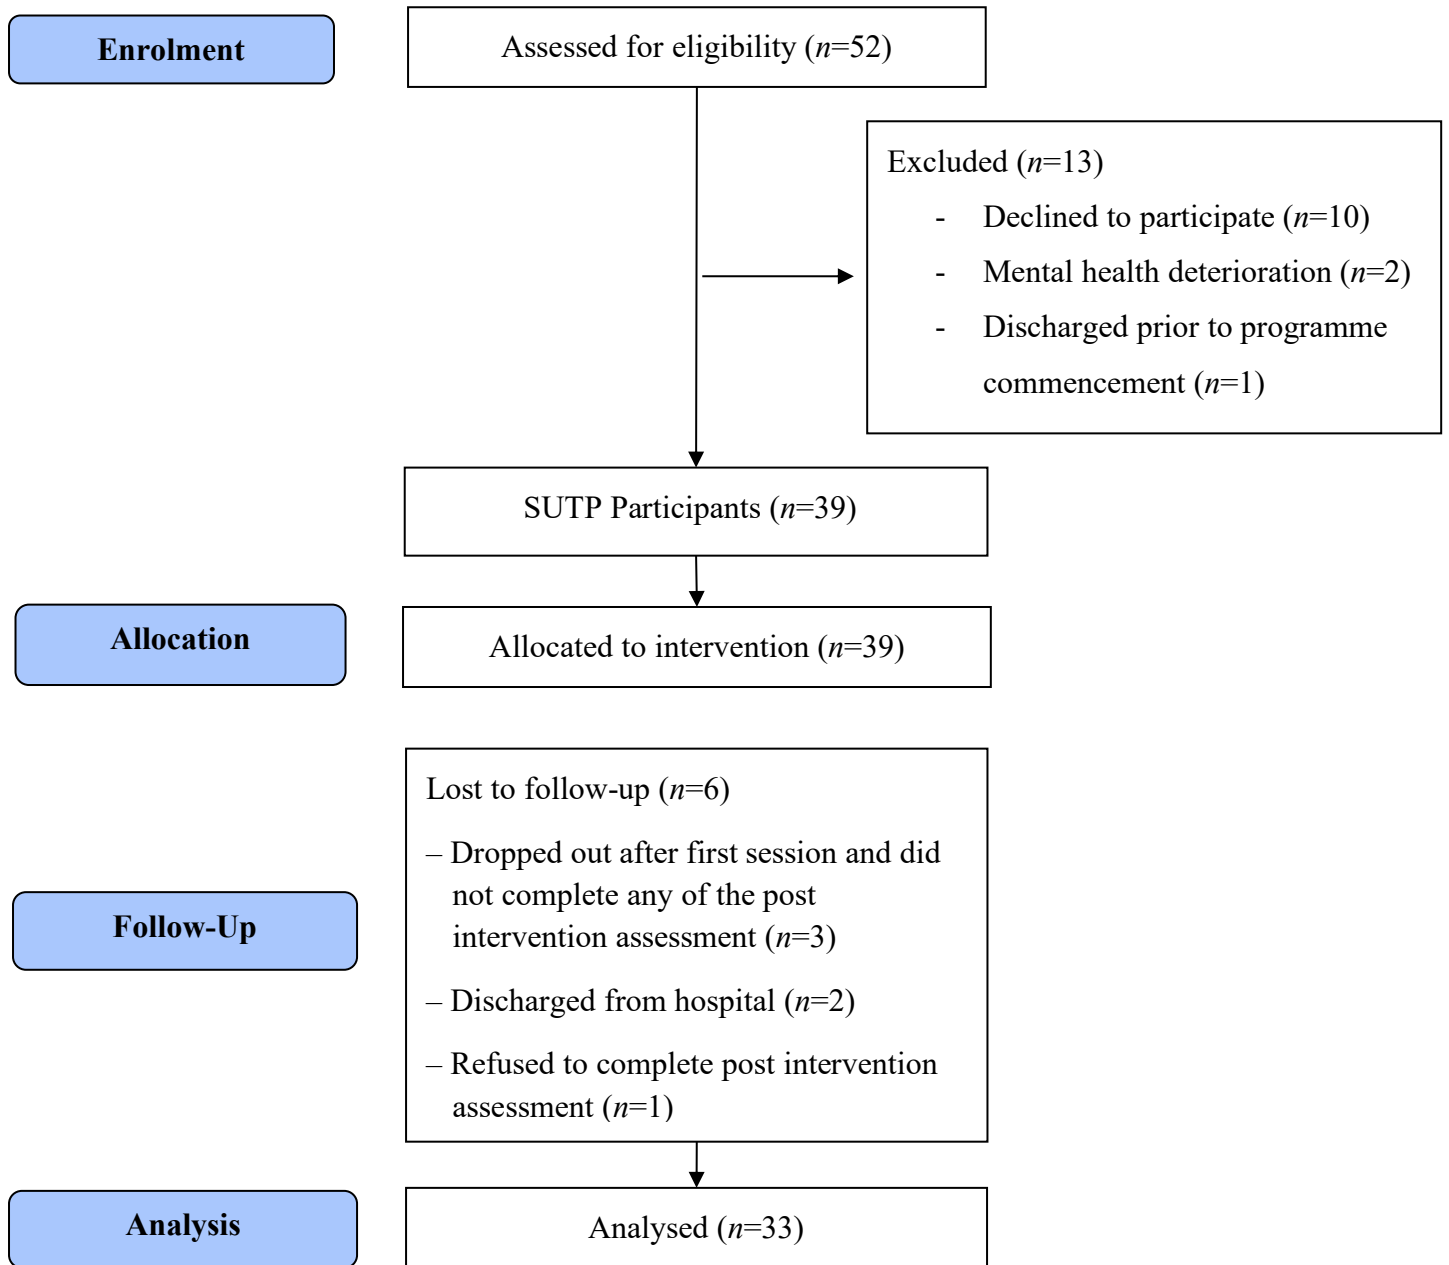 Enrolment
Assessed for eligibility (n=52)
Excluded (n=13)
- Declined to participate (n=10)
- Mental health deterioration (n=2)
- Discharged prior to programme
commencement (n=1)
SUTP Participants (n=39)
Allocation
Allocated to intervention (n=39)
Follow-Up
Lost to follow-up (n=6)
– Dropped out after first session and did
not complete any of the post
intervention assessment (n=3)
– Discharged from hospital (n=2)
– Refused to complete post intervention
assessment (n=1)
Analysis
Analysed (n=33)